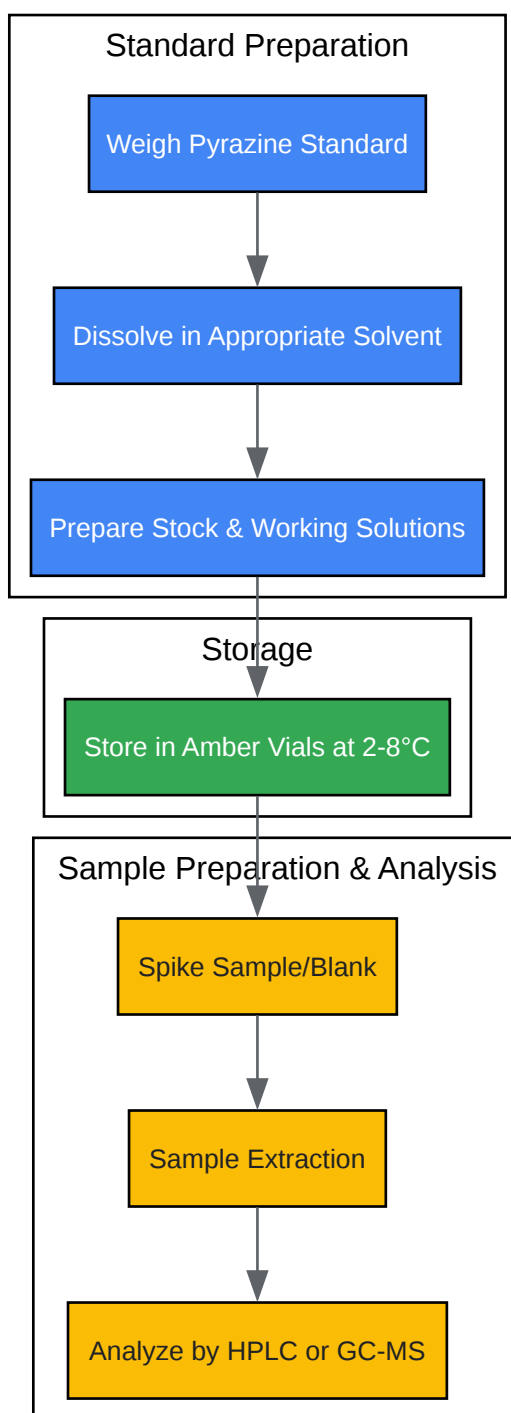 Standard Preparation
Weigh Pyrazine Standard
Dissolve in Appropriate Solvent
Prepare Stock & Working Solutions
Storage
Store in Amber Vials at 2-8°C
Sample Preparation & Analysis
Spike Sample/Blank
Sample Extraction
Analyze by HPLC or GC-MS